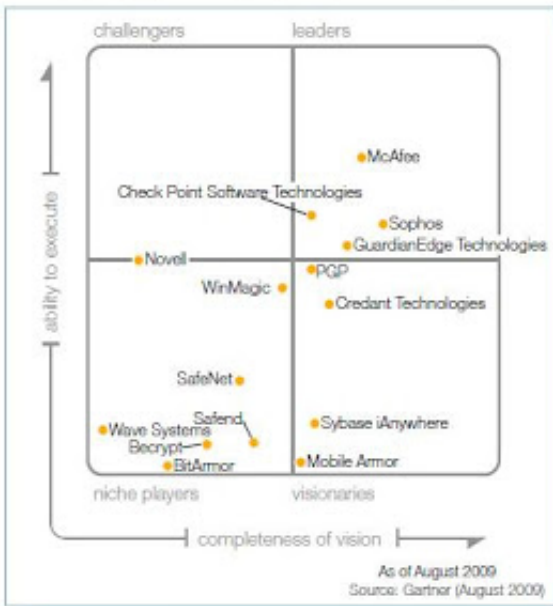 challengers
leaders
McAfee
Check Point Software Technologies
Sophos
GuardianEdge Technologies
Novell
PGP
WinMagic
Credant Technologies
SafeNet
Safend
Sybase iAnywhere
Wave Systems
Becrypt
BitArmor
Mobile Armor
niche players
visionaries
ability to execute
completeness of vision
As of August 2009
Source: Gartner (August 2009)